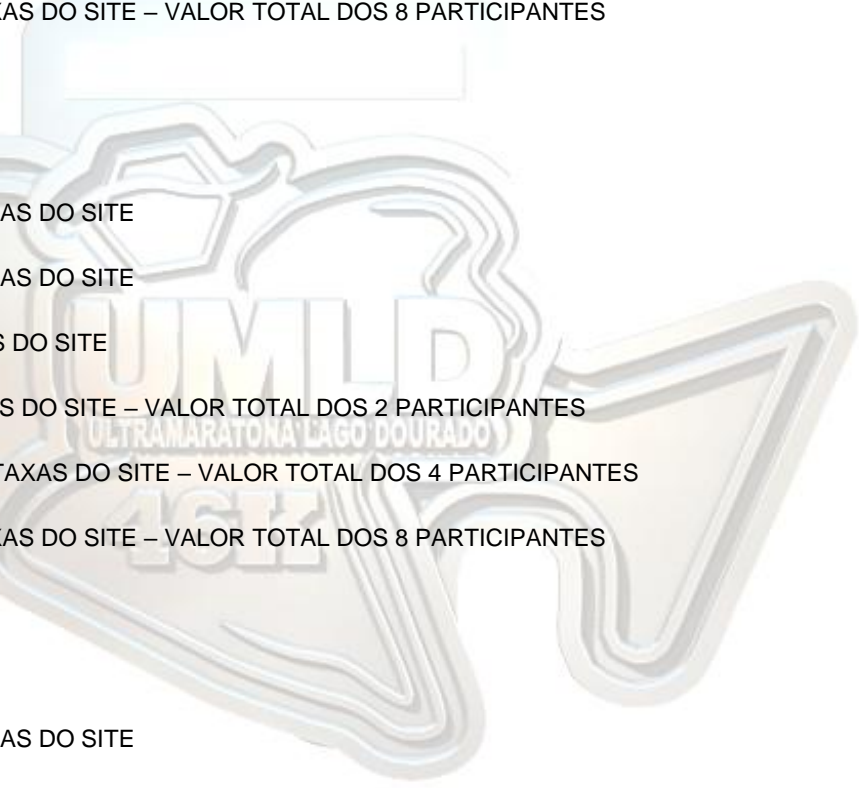 XAS DO SITE – VALOR TOTAL DOS 8 PARTICIPANTES
AS DO SITE
AS DO SITE
S DO SITE
UMLD
S DO SITE – VALOR TOTAL DOS 2 PARTICIPANTES
ULTRAMARATONA LAGO DOURADO
TAXAS DO SITE – VALOR TOTAL DOS 4 PARTICIPANTES
46K
XAS DO SITE – VALOR TOTAL DOS 8 PARTICIPANTES
AS DO SITE